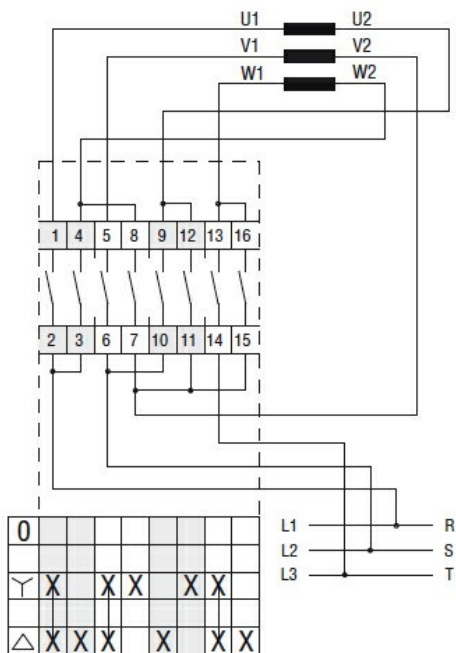 U1 U2
V1 V2
W1 W2
1 4 5 8 9 12 13 16
2 3 6 7 10 11 14 15
L1 R
L2 S
L3 T
0
Y X X X X X
△ X X X X X X